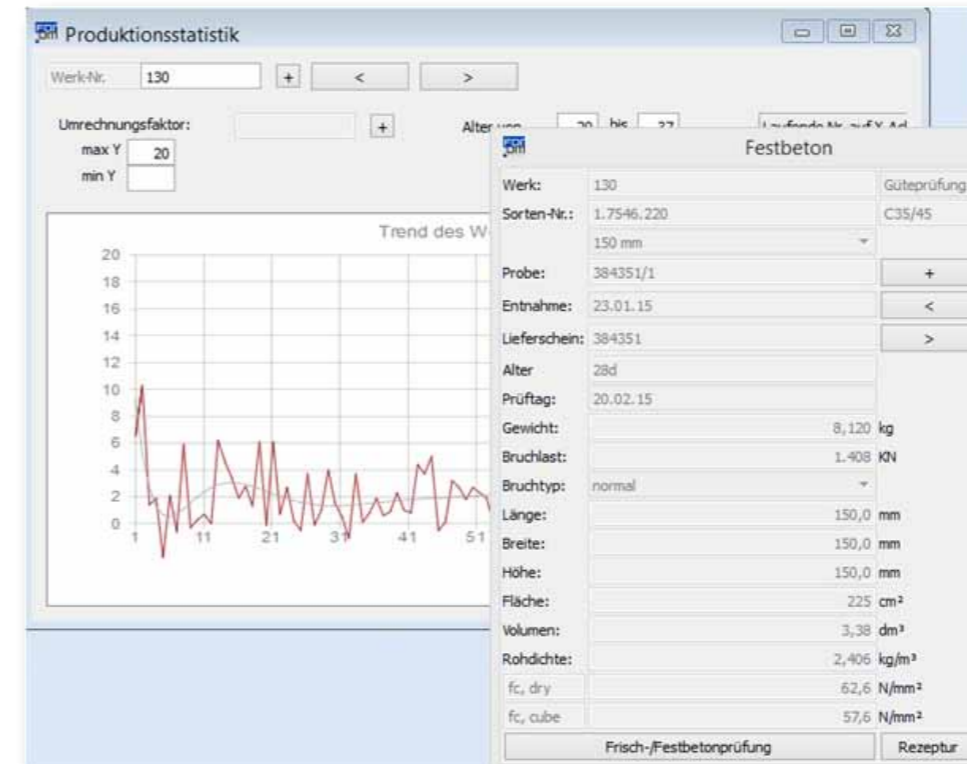 Produktionsstatistik
Werk-Nr. 130 + < >
Umrechnungsfaktor: +
max Y 20
min Y
Trend des
20
18
16
14
12
10
8
6
4
2
0
1 11 21 31 41 51
Festbeton
Werk: 130 Güteprüfung
Sorten-Nr.: 1.7546.220 C35/45
150 mm
Probe: 384351/1 +
Entnahme: 23.01.15 <
Lieferschein: 384351 >
Alter 28d
Prüftag: 20.02.15
Gewicht: 8,120 kg
Bruchlast: 1.408 KN
Bruchtyp: normal
Länge: 150,0 mm
Breite: 150,0 mm
Höhe: 150,0 mm
Fläche: 225 cm²
Volumen: 3,38 dm³
Rohdichte: 2,406 kg/m³
fc, dry 62,6 N/mm²
fc, cube 57,6 N/mm²
Frisch-/Festbetonprüfung Rezeptur